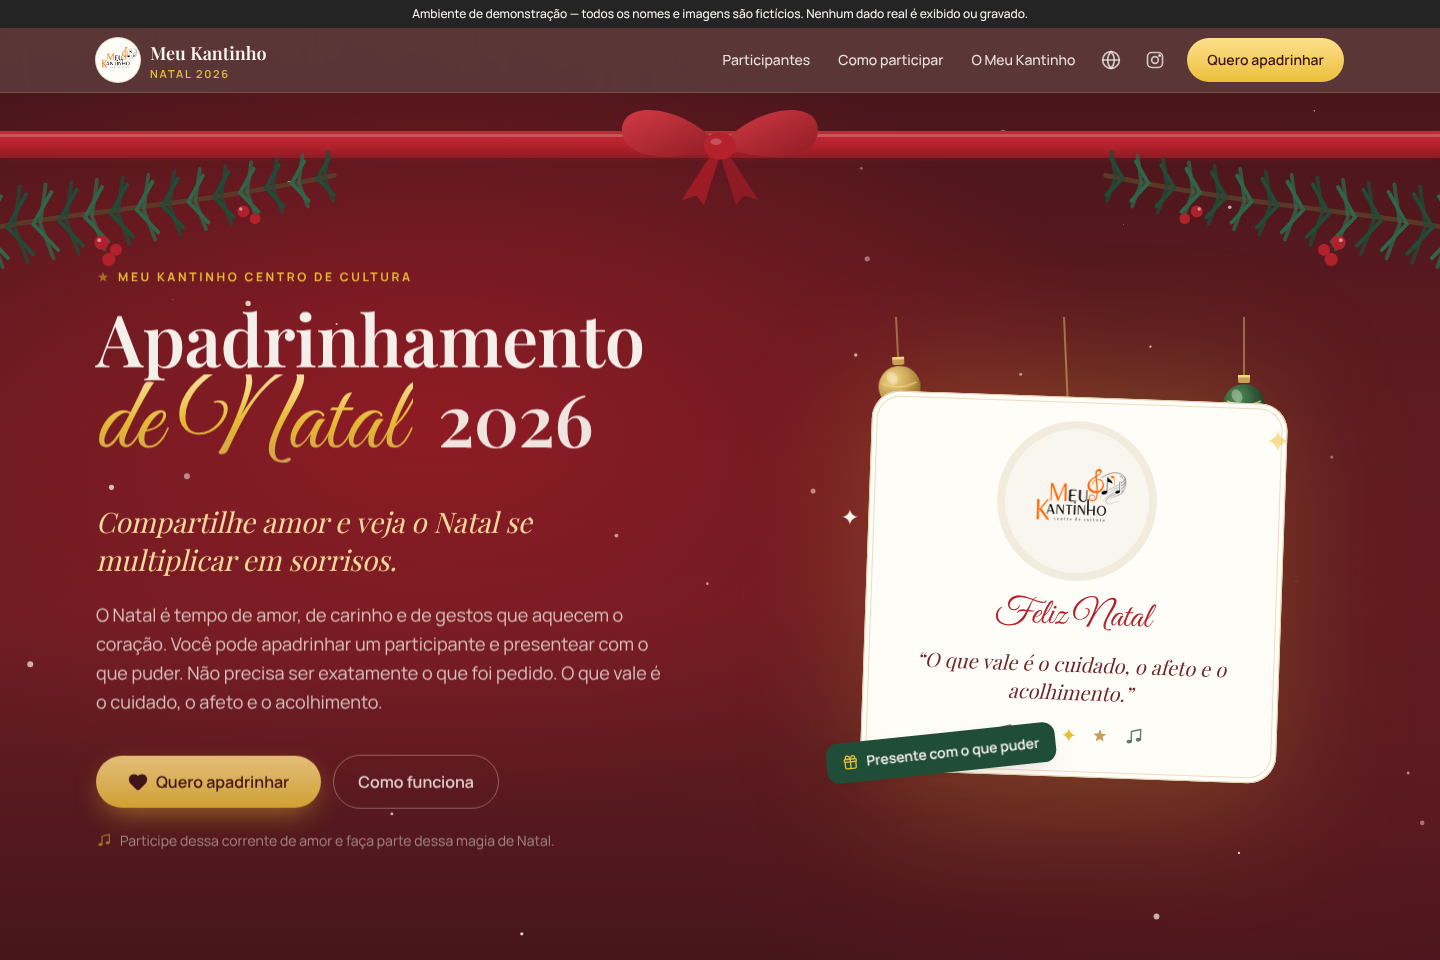 Ambiente de demonstração — todos os nomes e imagens são fictícios. Nenhum dado real é exibido ou gravado.
MEU KANTINHO
Meu Kantinho
NATAL 2026
Participantes
Como participar
O Meu Kantinho
Quero apadrinhar
MEU KANTINHO CENTRO DE CULTURA
Apadrinhamento
de Natal 2026
Compartilhe amor e veja o Natal se
multiplicar em sorrisos.
O Natal é tempo de amor, de carinho e de gestos que aquecem o
coração. Você pode apadrinhar um participante e presentear com o
que puder. Não precisa ser exatamente o que foi pedido. O que vale é
o cuidado, o afeto e o acolhimento.
Quero apadrinhar
Como funciona
Participe dessa corrente de amor e faça parte dessa magia de Natal.
MEU
KANTINHO
centro de cultura
Feliz Natal
“O que vale é o cuidado, o afeto e o
acolhimento.”
Presente com o que puder